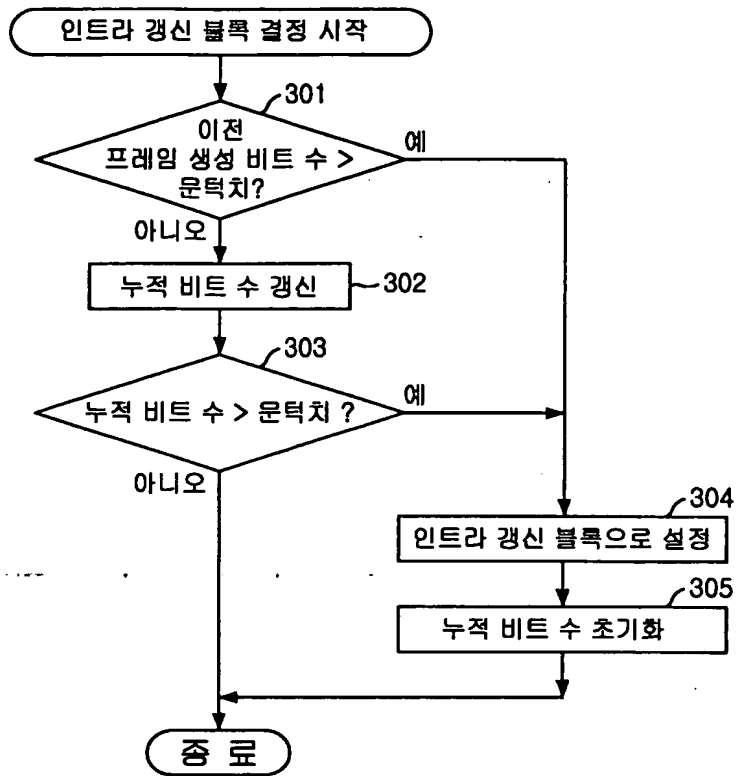 인트라 갱신 블록 결정 시작
301
이전
프레임 생성 비트 수 >
문턱치?
예
아니오
누적 비트 수 갱신
302
303
누적 비트 수 > 문턱치 ?
예
아니오
304
인트라 갱신 블록으로 설정
305
누적 비트 수 초기화
종 료